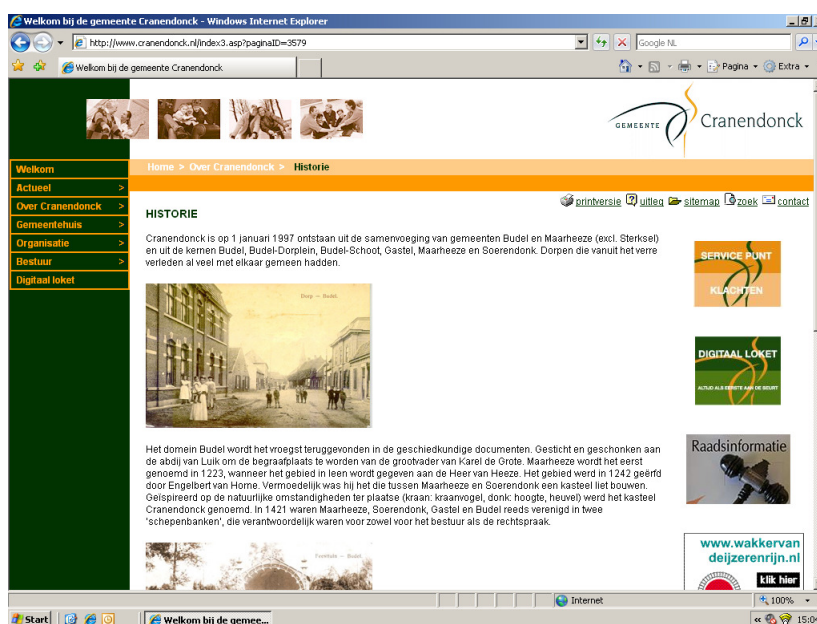 Welkom bij de gemeente Cranendonck - Windows Internet Explorer
http://www.cranendonck.nl/index3.asp?paginaID=3579
Google NL
Welkom bij de gemeente Cranendonck
Pagina
Extra
GEMEENTE Cranendonck
Welkom
Actueel >
Over Cranendonck >
Gemeentehuis >
Organisatie >
Bestuur >
Digitaal loket
Home > Over Cranendonck > Historie
printversie uitleg sitemap zoek contact
HISTORIE
Cranendonck is op 1 januari 1997 ontstaan uit de samenvoeging van gemeenten Budel en Maarheeze (excl. Sterksel)
en uit de kernen Budel, Budel-Dorplein, Budel-Schoot, Gastel, Maarheeze en Soerendonk. Dorpen die vanuit het verre
verleden al veel met elkaar gemeen hadden.
Dorp – Budel.
Het domein Budel wordt het vroegst teruggevonden in de geschiedkundige documenten. Gesticht en geschonken aan
de abdij van Luik om de begraafplaats te worden van de grootvader van Karel de Grote. Maarheeze wordt het eerst
genoemd in 1223, wanneer het gebied in leen wordt gegeven aan de Heer van Heeze. Het gebied werd in 1242 geërfd
door Engelbert van Horne. Vermoedelijk was hij het die tussen Maarheeze en Soerendonk een kasteel liet bouwen.
Geïspireerd op de natuurlijke omstandigheden ter plaatse (kraan: kraanvogel, donk: hoogte, heuvel) werd het kasteel
Cranendonck genoemd. In 1421 waren Maarheeze, Soerendonk, Gastel en Budel reeds verenigd in twee
'schepenbanken', die verantwoordelijk waren voor zowel voor het bestuur als de rechtspraak.
Budel.
SERVICE PUNT
KLACHTEN
DIGITAAL LOKET
ALTIJD ALS EERSTE AAN DE BEURT
Raadsinformatie
www.wakkervan
deijzerenrijn.nl
klik hier
Internet
100%
Start
Welkom bij de gemee...
15:0